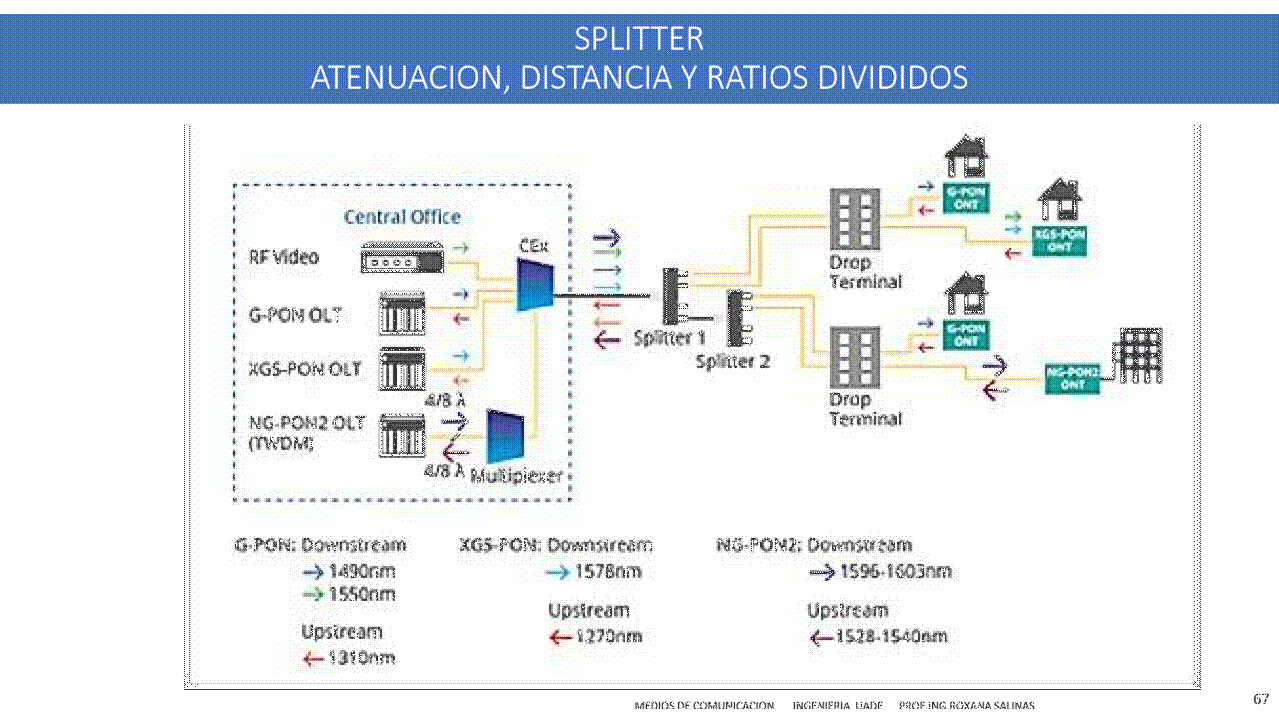 SPLITTER
ATENUACION, DISTANCIA Y RATIOS DIVIDIDOS
Central Office
RF Video
CEx
G-PON OLT
XGS-PON OLT
4/8 λ
NG-PON2 OLT
(TWDM)
4/8 λ
Multiplexer
Splitter 1
Splitter 2
Drop
Terminal
G-PON
ONT
XGS-PON
ONT
Drop
Terminal
G-PON
ONT
NG-PON2
ONT
G-PON: Downstream
1490nm
1550nm
Upstream
1310nm
XGS-PON: Downstream
1578nm
Upstream
1270nm
NG-PON2: Downstream
1596-1603nm
Upstream
1528-1540nm
MEDIOS DE COMUNICACION INGENIERIA UADE PROF ING ROXANA SALINAS
67